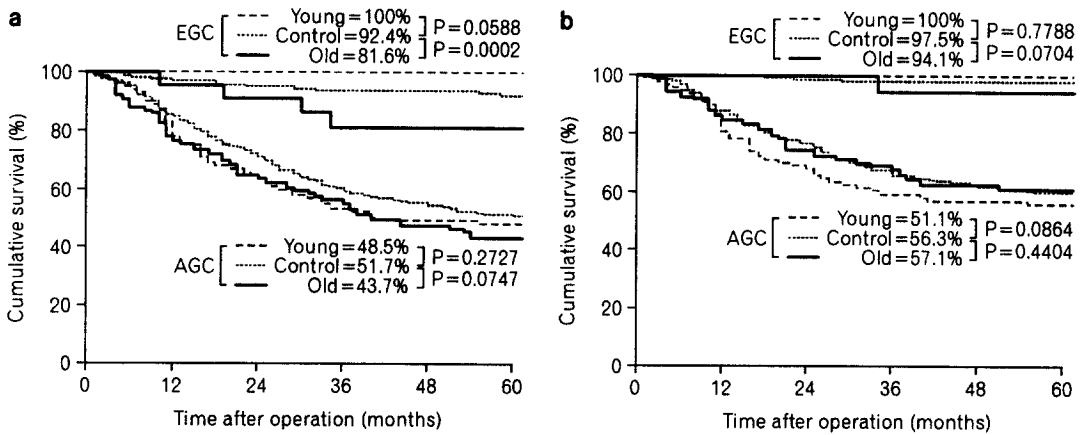 a
EGC
Young=100%
Control=92.4%
Old=81.6%
P=0.0588
P=0.0002
Cumulative survival (%)
100
80
60
40
20
0
AGC
Young=48.5%
Control=51.7%
Old=43.7%
P=0.2727
P=0.0747
0 12 24 36 48 60
Time after operation (months)
b
EGC
Young=100%
Control=97.5%
Old=94.1%
P=0.7788
P=0.0704
Cumulative survival (%)
100
80
60
40
20
0
AGC
Young=51.1%
Control=56.3%
Old=57.1%
P=0.0864
P=0.4404
0 12 24 36 48 60
Time after operation (months)